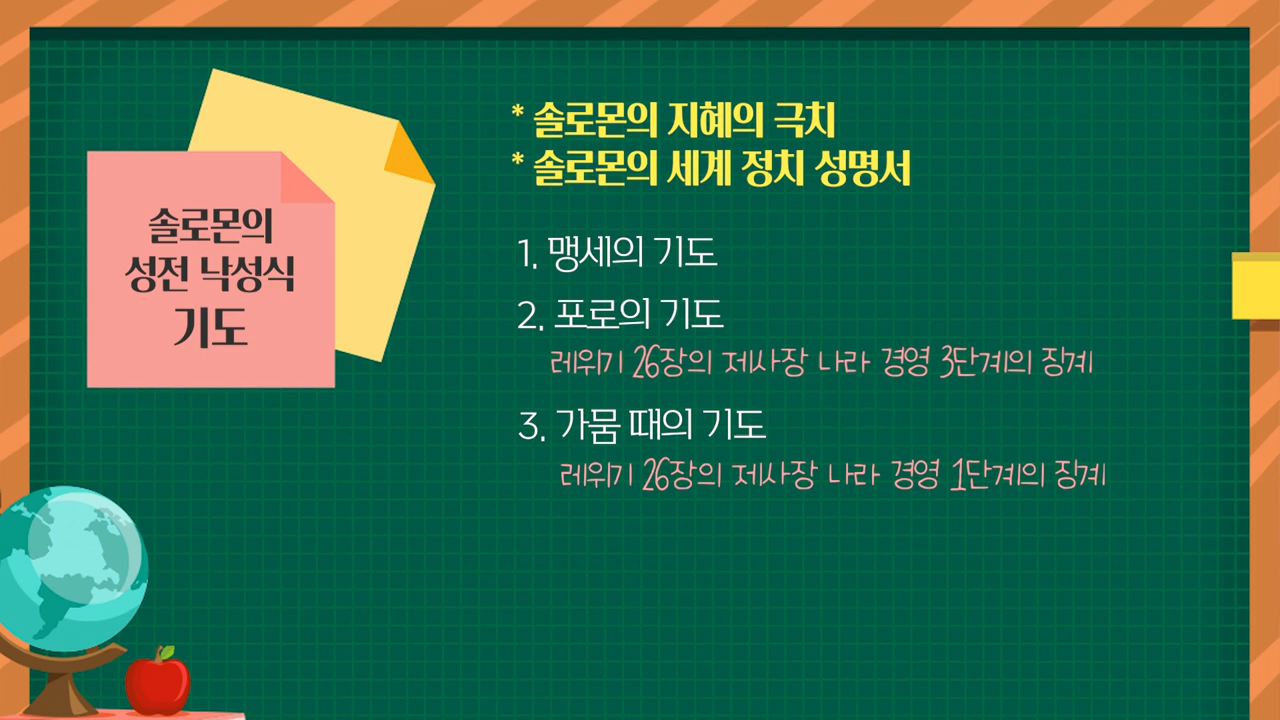 솔로몬의
성전 낙성식
기도
* 솔로몬의 지혜의 극치
* 솔로몬의 세계 정치 성명서
1. 맹세의 기도
2. 포로의 기도
레위기 26장의 제사장 나라 경영 3단계의 징계
3. 가뭄 때의 기도
레위기 26장의 제사장 나라 경영 1단계의 징계